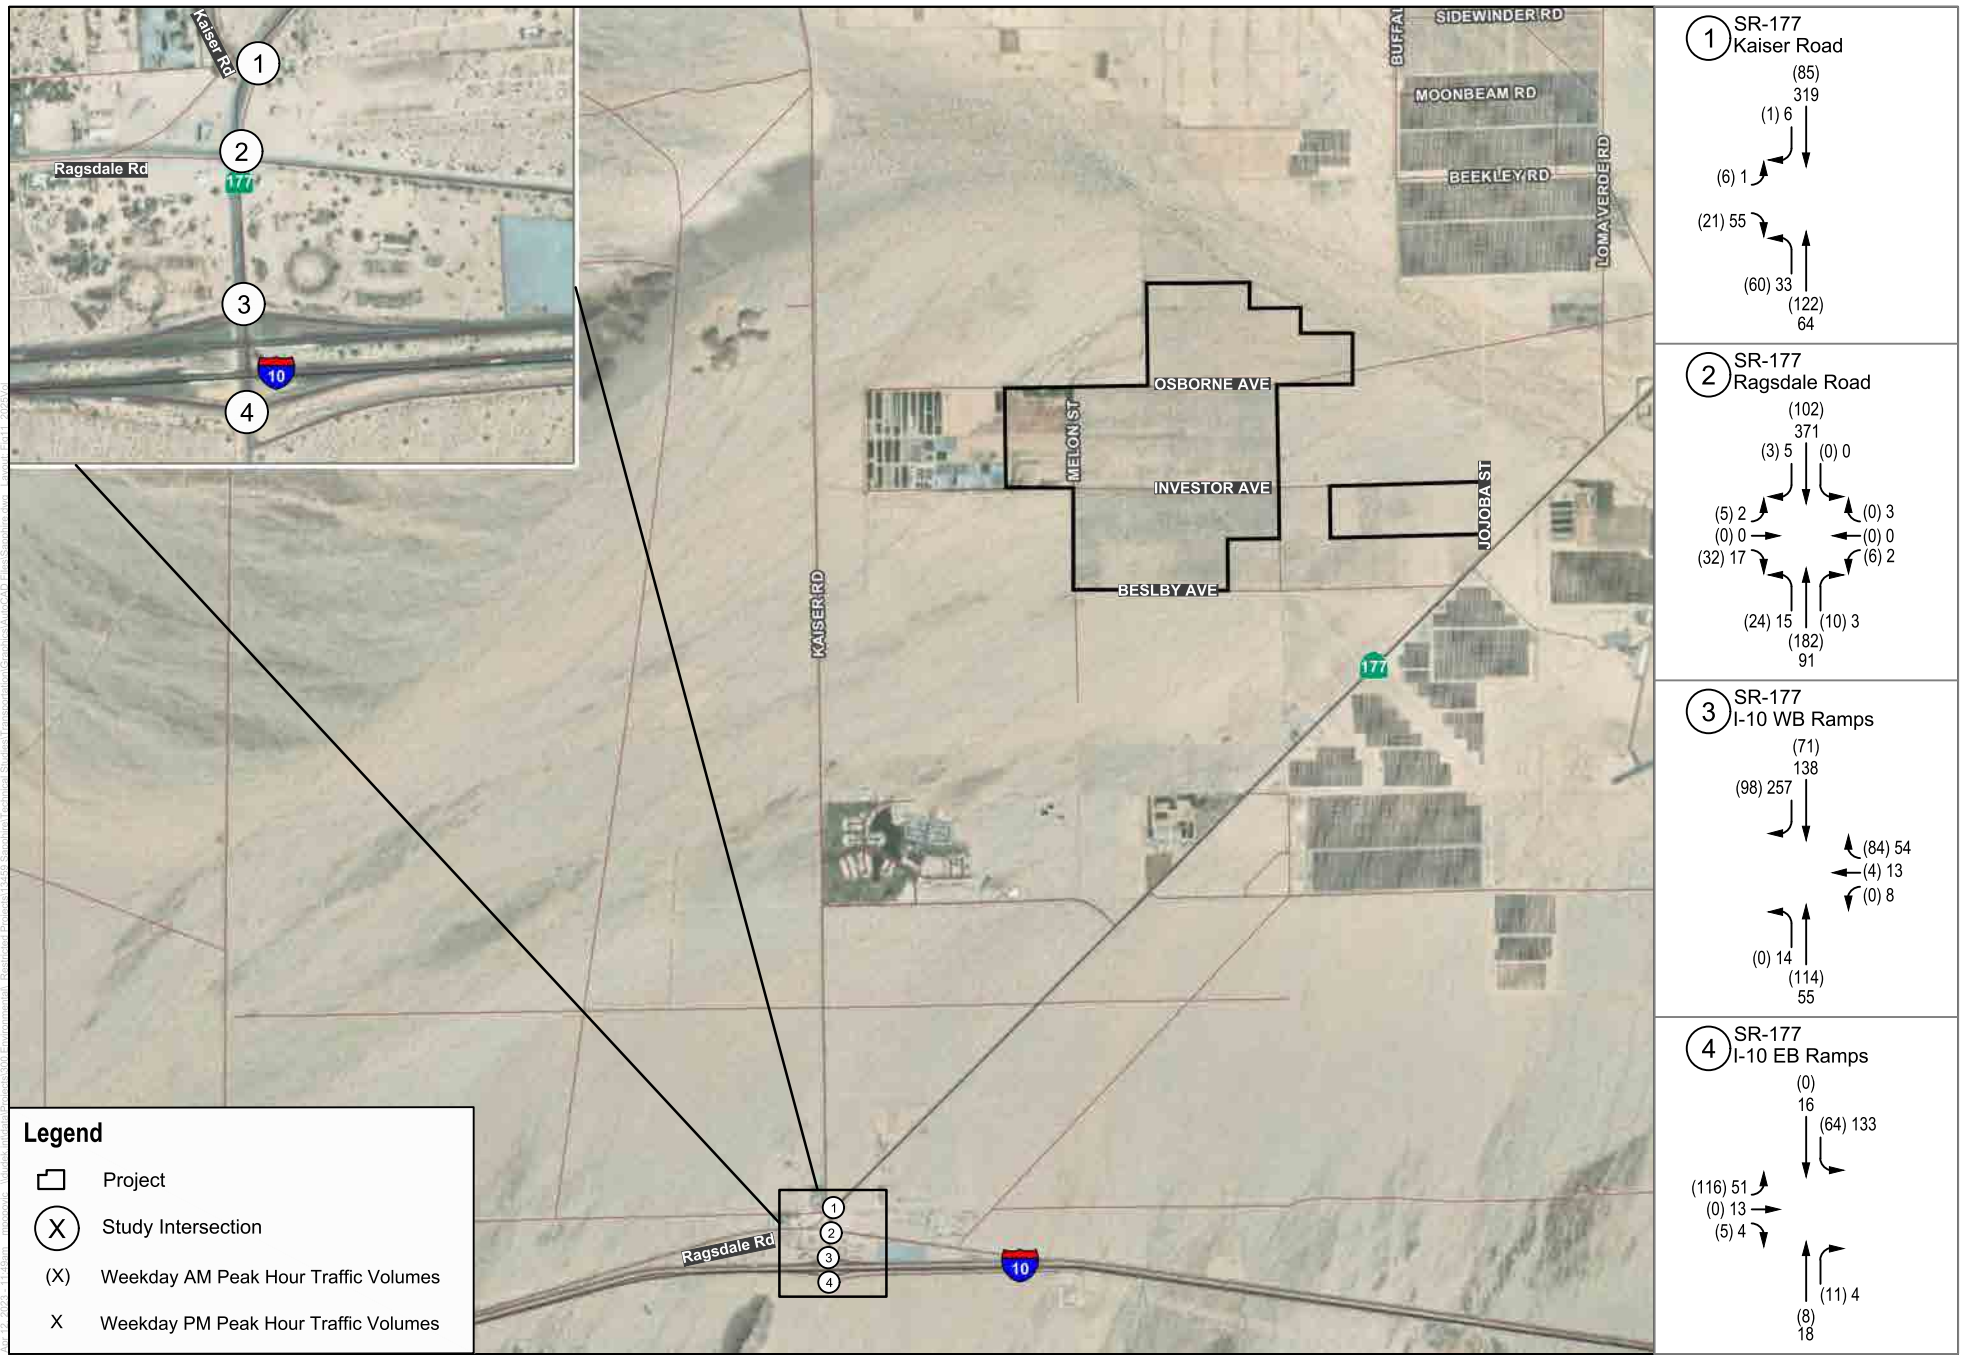 Kaiser Rd
1
2
Ragsdale Rd
177
3
10
4
SIDEWINDER RD
MOONBEAM RD
BEEKLEY RD
LOMA VERDE RD
OSBORNE AVE
MELON ST
INVESTOR AVE
JOJOBA ST
BESLBY AVE
KAISER RD
177
Ragsdale Rd
1
2
3
4
10
Legend
Project
X Study Intersection
(X) Weekday AM Peak Hour Traffic Volumes
X Weekday PM Peak Hour Traffic Volumes
1 SR-177
Kaiser Road
(85)
319
(1) 6
(6) 1
(21) 55
(60) 33
(122)
64
2 SR-177
Ragsdale Road
(102)
371
(3) 5 (0) 0
(5) 2 (0) 3
(0) 0 (0) 0
(32) 17 (6) 2
(24) 15 (10) 3
(182)
91
3 SR-177
I-10 WB Ramps
(71)
138
(98) 257
(84) 54
(4) 13
(0) 8
(0) 14
(114)
55
4 SR-177
I-10 EB Ramps
(0)
16
(64) 133
(116) 51
(0) 13
(5) 4
(11) 4
(8)
18